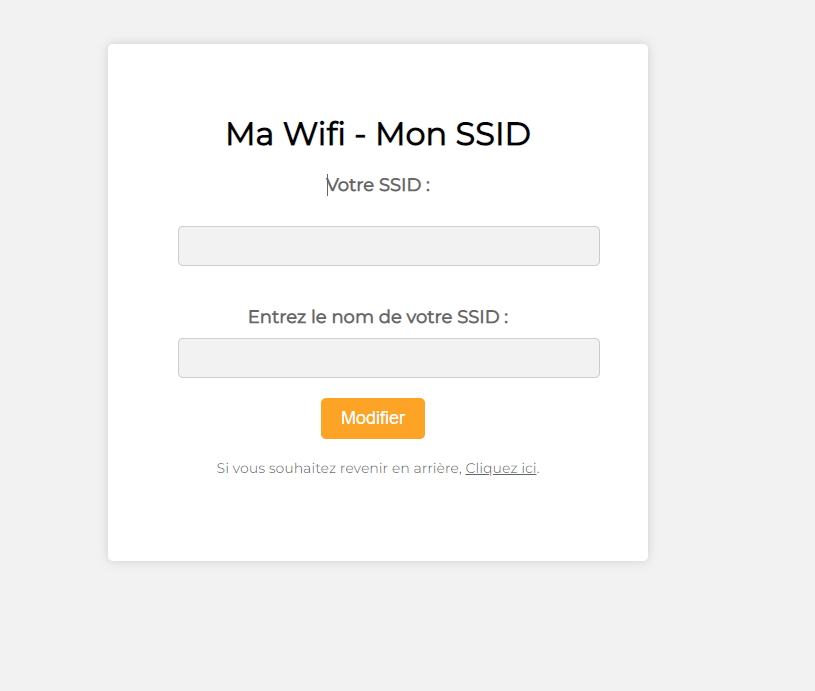 Ma Wifi - Mon SSID
Votre SSID :
Entrez le nom de votre SSID :
Modifier
Si vous souhaitez revenir en arrière, Cliquez ici.